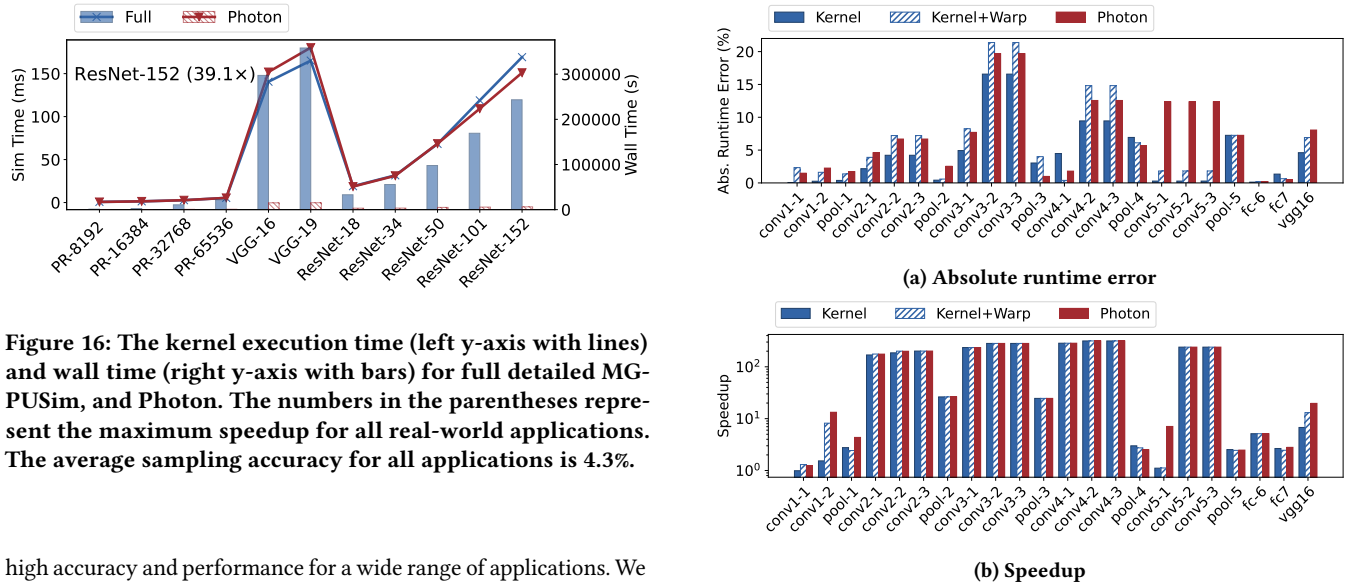 Full Photon
ResNet-152 (39.1×)
Sim Time (ms)
150
100
50
0
Wall Time (s)
300000
200000
100000
0
PR-8192
PR-16384
PR-32768
PR-65536
VGG-16
VGG-19
ResNet-18
ResNet-34
ResNet-50
ResNet-101
ResNet-152
Figure 16: The kernel execution time (left y-axis with lines)
and wall time (right y-axis with bars) for full detailed MG-
PUSim, and Photon. The numbers in the parentheses repre-
sent the maximum speedup for all real-world applications.
The average sampling accuracy for all applications is 4.3%.
high accuracy and performance for a wide range of applications. We
Kernel Kernel+Warp Photon
Abs. Runtime Error (%)
20
15
10
5
0
conv1-1
conv1-2
pool-1
conv2-1
conv2-2
conv2-3
pool-2
conv3-1
conv3-2
conv3-3
pool-3
conv4-1
conv4-2
conv4-3
pool-4
conv5-1
conv5-2
conv5-3
pool-5
fc-6
fc7
vgg16
(a) Absolute runtime error
Kernel Kernel+Warp Photon
Speedup
10²
10¹
10⁰
conv1-1
conv1-2
pool-1
conv2-1
conv2-2
conv2-3
pool-2
conv3-1
conv3-2
conv3-3
pool-3
conv4-1
conv4-2
conv4-3
pool-4
conv5-1
conv5-2
conv5-3
pool-5
fc-6
fc7
vgg16
(b) Speedup